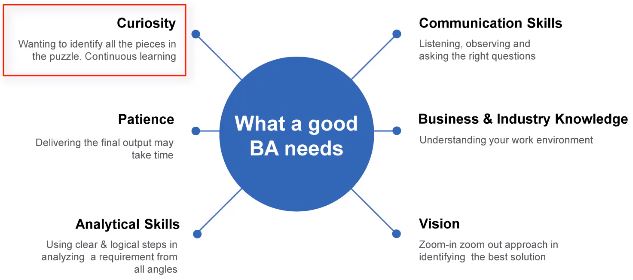 Curiosity
Wanting to identify all the pieces in
the puzzle. Continuous learning
Communication Skills
Listening, observing and
asking the right questions
What a good
BA needs
Patience
Delivering the final output may
take time
Business & Industry Knowledge
Understanding your work environment
Analytical Skills
Using clear & logical steps in
analyzing a requirement from
all angles
Vision
Zoom-in zoom out approach in
identifying the best solution